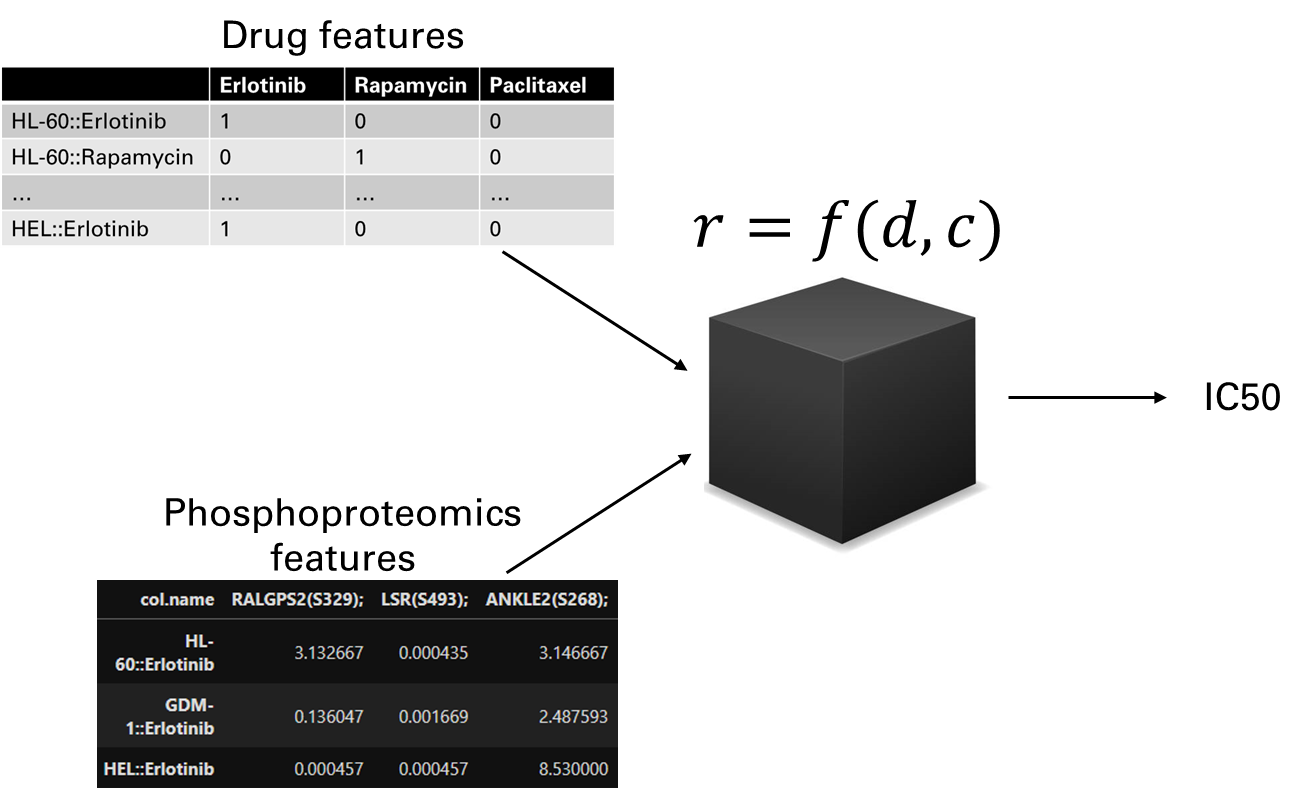 Drug features
Erlotinib Rapamycin Paclitaxel
HL-60::Erlotinib 1 0 0
HL-60::Rapamycin 0 1 0
... ... ... ...
HEL::Erlotinib 1 0 0
r = f(d, c)
IC50
Phosphoproteomics
features
col.name RALGPS2(S329); LSR(S493); ANKLE2(S268);
HL-
60::Erlotinib 3.132667 0.000435 3.146667
GDM-
1::Erlotinib 0.136047 0.001669 2.487593
HEL::Erlotinib 0.000457 0.000457 8.530000